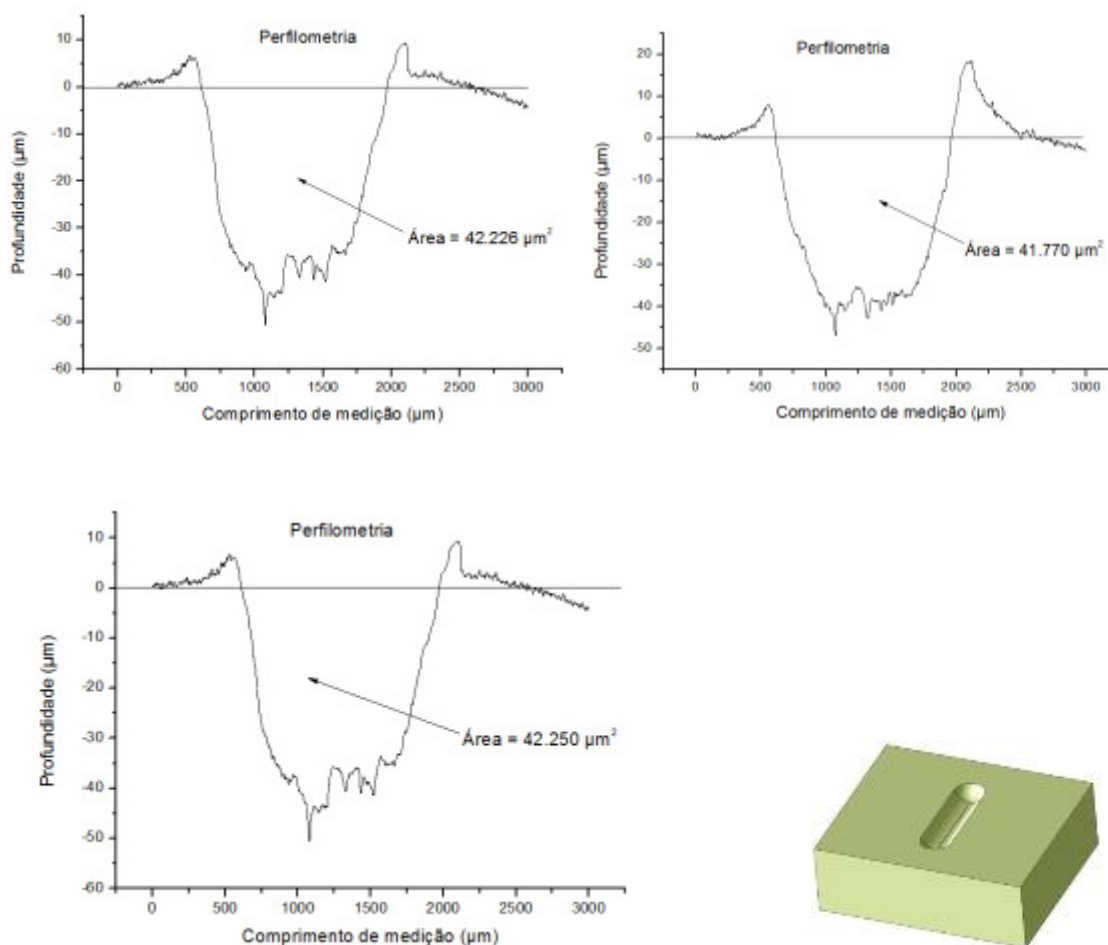 Perfilometria
10
0
-10
-20
-30
-40
-50
-60
Profundidade (µm)
Área = 42.226 µm²
0 500 1000 1500 2000 2500 3000
Comprimento de medição (µm)
Perfilometria
20
10
0
-10
-20
-30
-40
-50
Profundidade (µm)
Área = 41.770 µm²
0 500 1000 1500 2000 2500 3000
Comprimento de medição (µm)
Perfilometria
10
0
-10
-20
-30
-40
-50
-60
Profundidade (µm)
Área = 42.250 µm²
0 500 1000 1500 2000 2500 3000
Comprimento de medição (µm)